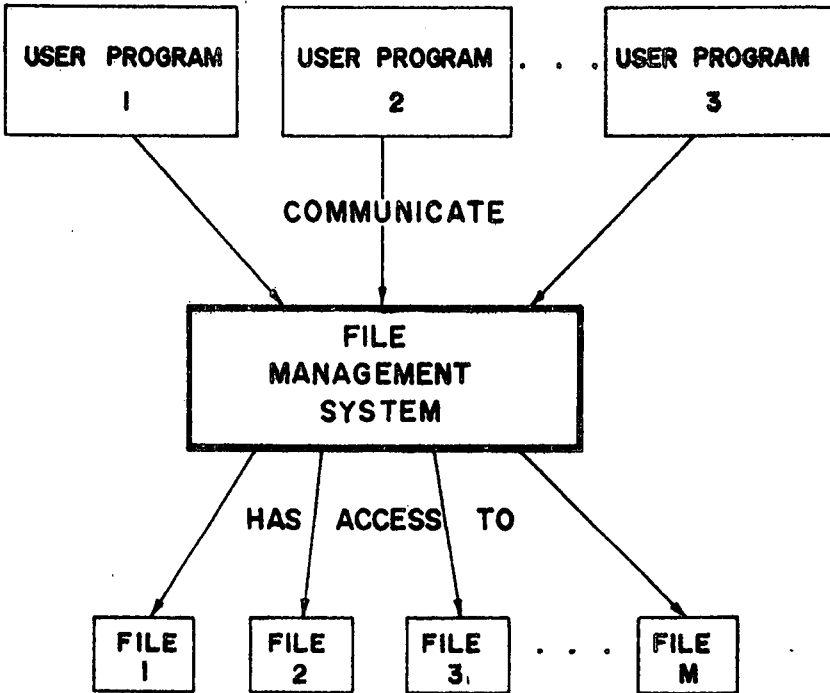 USER PROGRAM
1
USER PROGRAM
2
. . .
USER PROGRAM
3
COMMUNICATE
FILE
MANAGEMENT
SYSTEM
HAS ACCESS TO
FILE
1
FILE
2
FILE
3
. . .
FILE
M